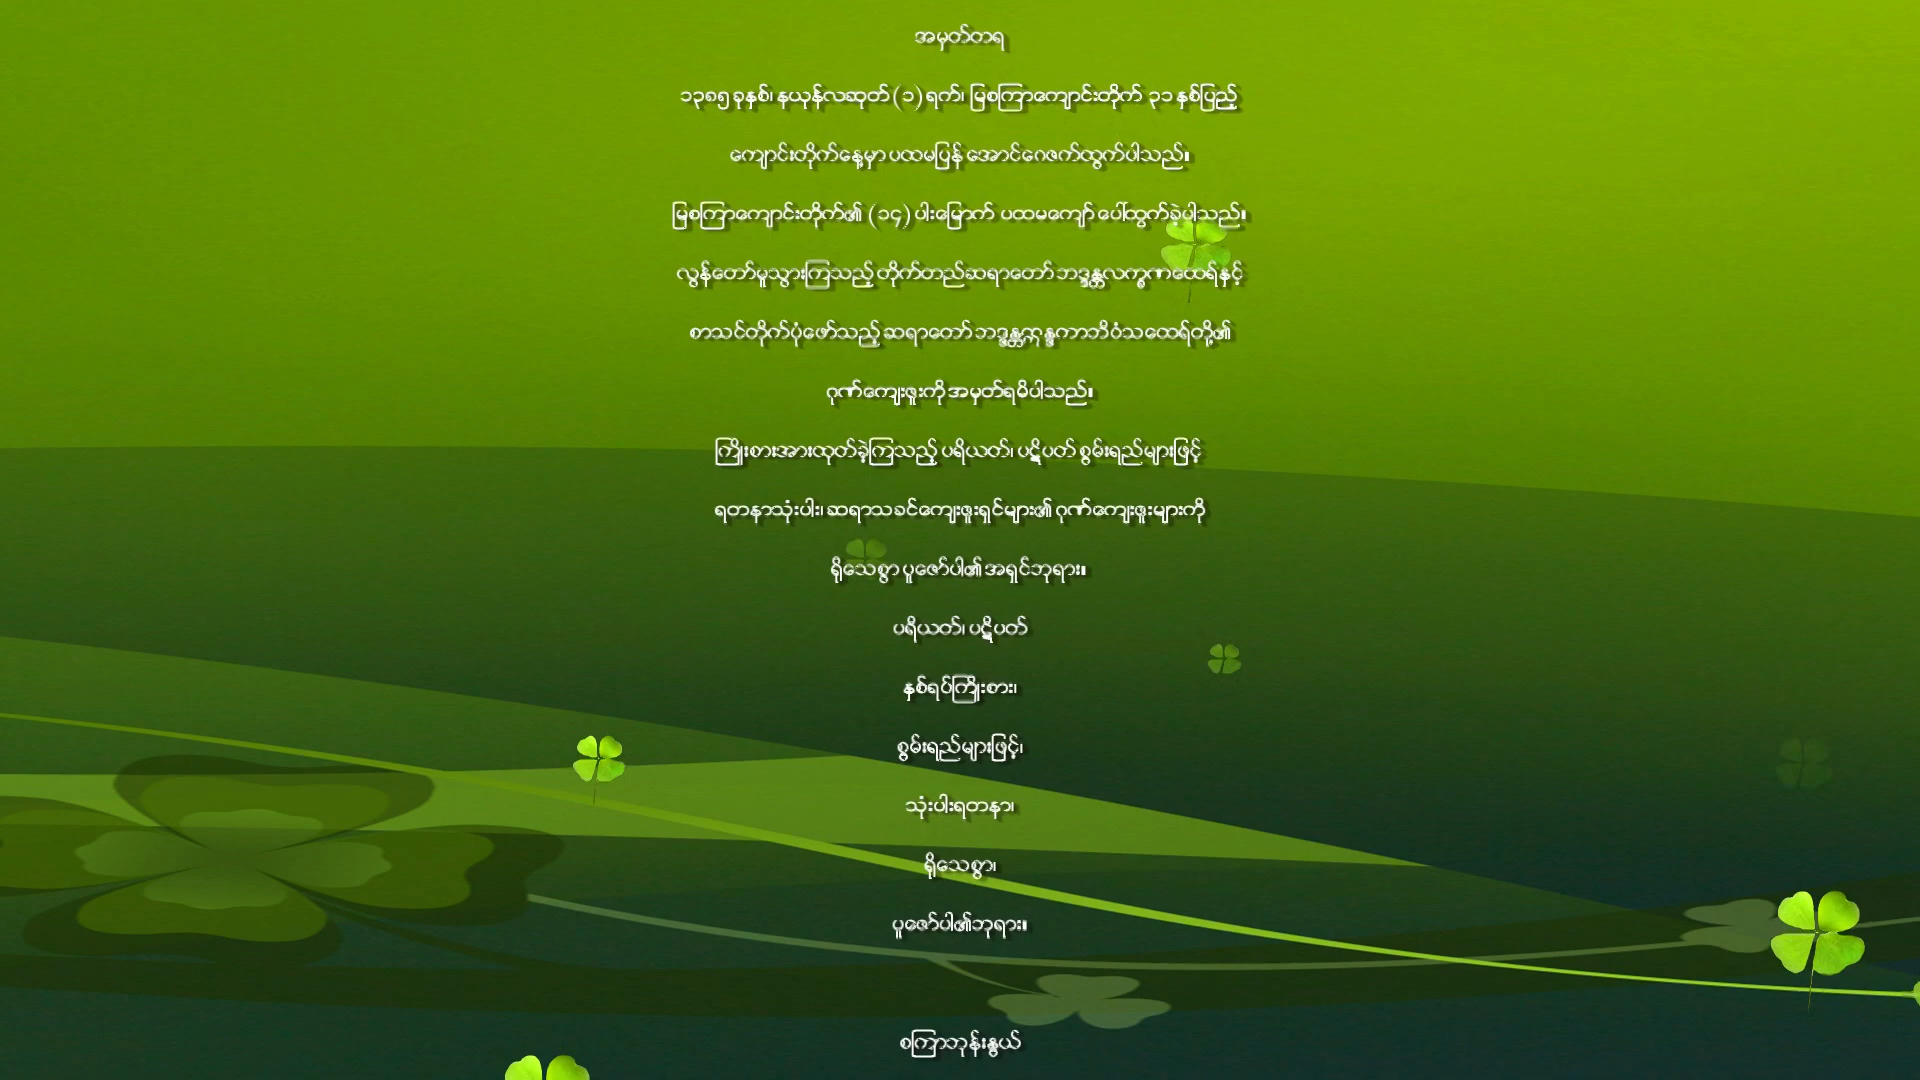 အမှတ်တရ
၁၃၈၅ ခုနှစ်၊ နယုန်လဆုတ် (၁) ရက်၊ မြစကြာကျောင်းတိုက် ၃၁ နှစ်ပြည့်
ကျောင်းတိုက်နေ့မှာ ပထမပြန် အောင်ဂေဇက်ထွက်ပါသည်။
မြစကြာကျောင်းတိုက်၏ (၁၄) ပါးမြောက် ပထမကျော် ပေါ်ထွက်ခဲ့ပါသည်။
လွန်တော်မူသွားကြသည့် တိုက်တည်ဆရာတော် ဘဒ္ဒန္တလက္ခဏထေရ်နှင့်
စာသင်တိုက်ပုံဖော်သည့် ဆရာတော် ဘဒ္ဒန္တဣန္ဒကာဘိဝံသထေရ်တို့၏
ဂုဏ်ကျေးဇူးကို အမှတ်ရမိပါသည်။
ကြိုးစားအားထုတ်ခဲ့ကြသည့် ပရိယတ်၊ ပဋိပတ် စွမ်းရည်များဖြင့်
ရတနာသုံးပါး၊ ဆရာသခင်ကျေးဇူးရှင်များ၏ ဂုဏ်ကျေးဇူးများကို
ရိုသေစွာ ပူဇော်ပါ၏ အရှင်ဘုရား။
ပရိယတ်၊ ပဋိပတ်
နှစ်ရပ်ကြိုးစား၊
စွမ်းရည်များဖြင့်၊
သုံးပါးရတနာ၊
ရိုသေစွာ၊
ပူဇော်ပါ၏ဘုရား။
စကြာဘုန်းနွယ်